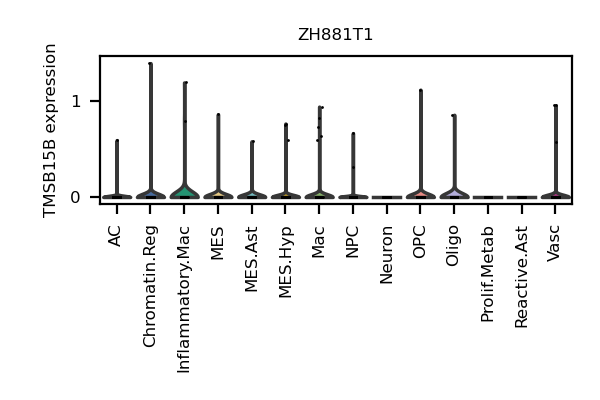 ZH881T1
TMSB15B expression
1
0
AC
Chromatin.Reg
Inflammatory.Mac
MES
MES.Ast
MES.Hyp
Mac
NPC
Neuron
OPC
Oligo
Prolif.Metab
Reactive.Ast
Vasc